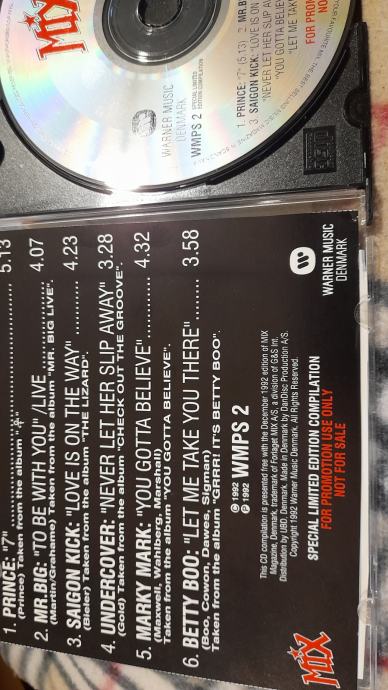 1. PRINCE: "7" ........ 5.13
(Prince) Taken from the album "".
2. MR.BIG: "TO BE WITH YOU"/LIVE ........ 4.07
(Martin/Grahame) Taken from the album "MR. BIG LIVE".
3. SAIGON KICK: "LOVE IS ON THE WAY" ........ 4.23
(Bieler) Taken from the album "THE LIZARD".
4. UNDERCOVER: "NEVER LET HER SLIP AWAY" 3.28
(Gold) Taken from the album "CHECK OUT THE GROOVE".
5. MARKY MARK: "YOU GOTTA BELIEVE" ........ 4.32
(Maxwell, Wahlberg, Marshall)
Taken from the album "YOU GOTTA BELIEVE".
6. BETTY BOO: "LET ME TAKE YOU THERE" ........ 3.58
(Boo, Cowon, Dawes, Sigman)
Taken from the album "GRRR! IT'S BETTY BOO".
© 1992
℗ 1992 WMPS 2
This CD compilation is presented free with the December 1992 edition of MIX
Magazine, Denmark, trademark of Forlaget MIX A/S, a division of G&S Int.
Distribution by UBD. Denmark. Made in Denmark by DanDisc Production A/S.
Copyright 1992 Warner Music Denmark. All Rights Reserved.
SPECIAL LIMITED EDITION COMPILATION
FOR PROMOTION USE ONLY
NOT FOR SALE
MIX
WARNER MUSIC
DENMARK
MIX
WARNER MUSIC
DENMARK
WMPS 2 SPECIAL LIMITED
EDITION COMPILATION
1. PRINCE: "7" (5.13) 2. MR.B
3. SAIGON KICK: "LOVE IS ON
"NEVER LET HER SLIP A
"YOU GOTTA BELIE
"LET ME TAK
FOR PROM
NO